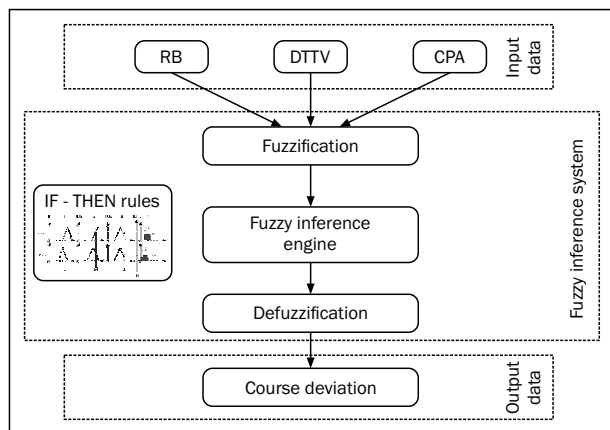 RB
DTTV
CPA
Input
data
Fuzzification
IF - THEN rules
Fuzzy inference
engine
Defuzzification
Fuzzy inference system
Course deviation
Output
data